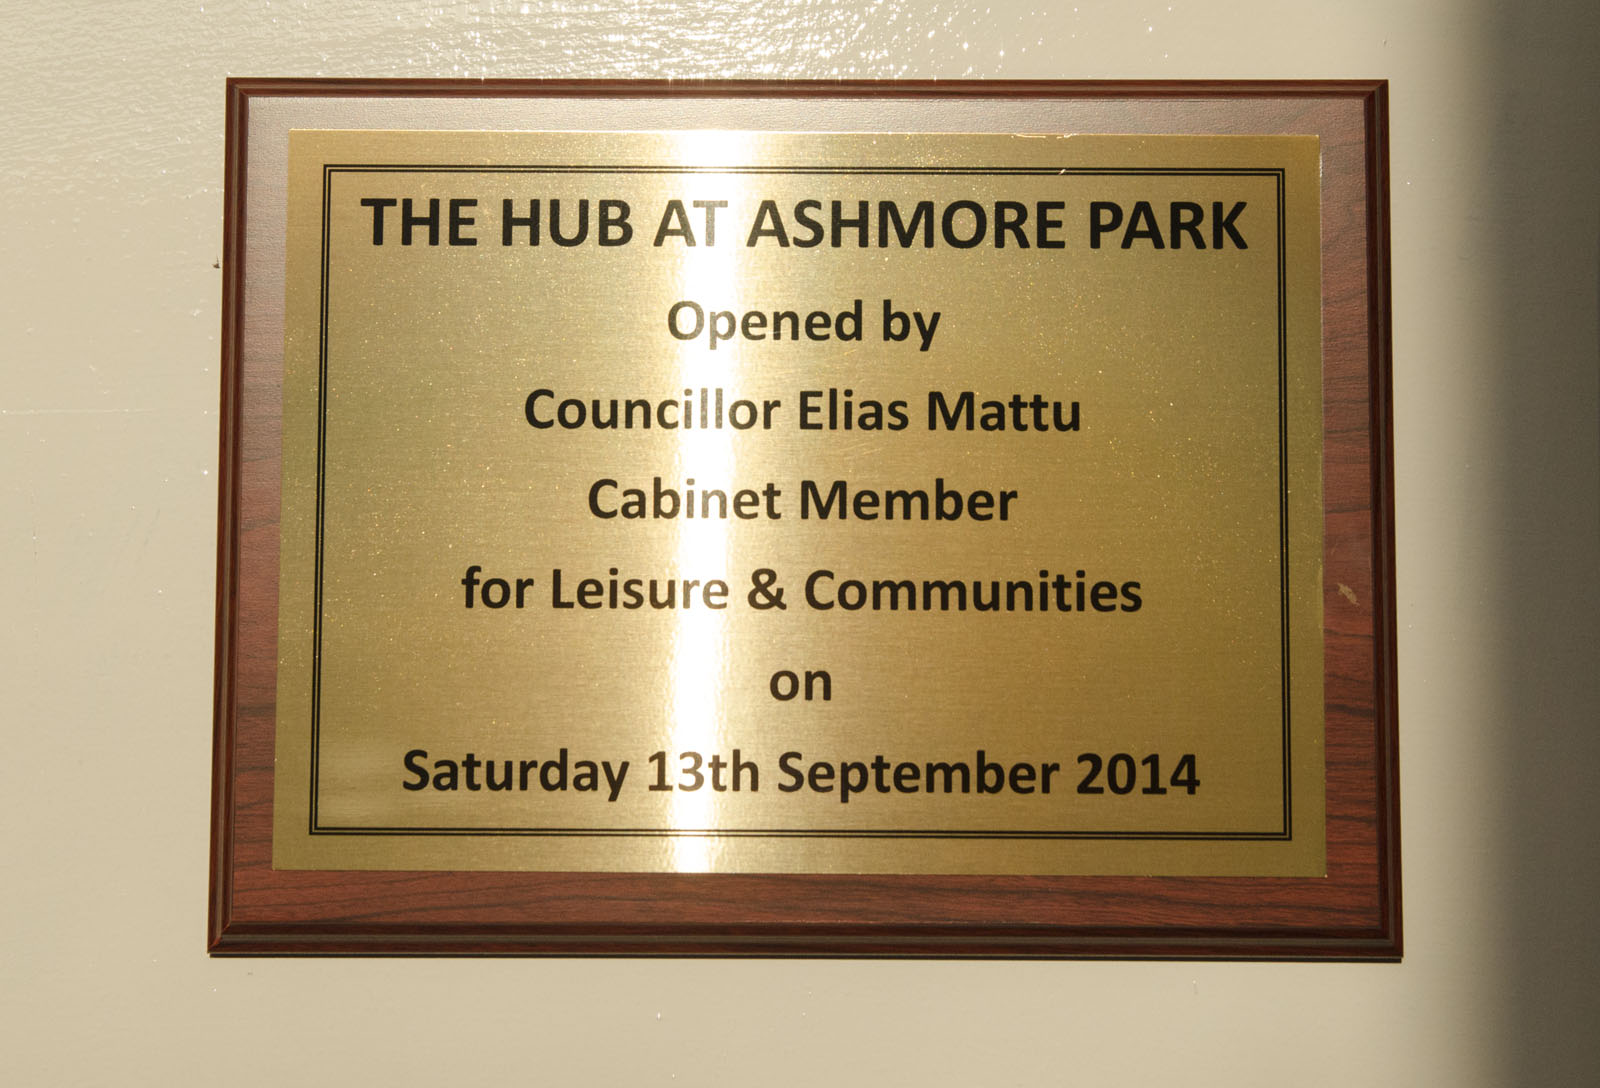 THE HUB AT ASHMORE PARK
Opened by
Councillor Elias Mattu
Cabinet Member
for Leisure & Communities
on
Saturday 13th September 2014